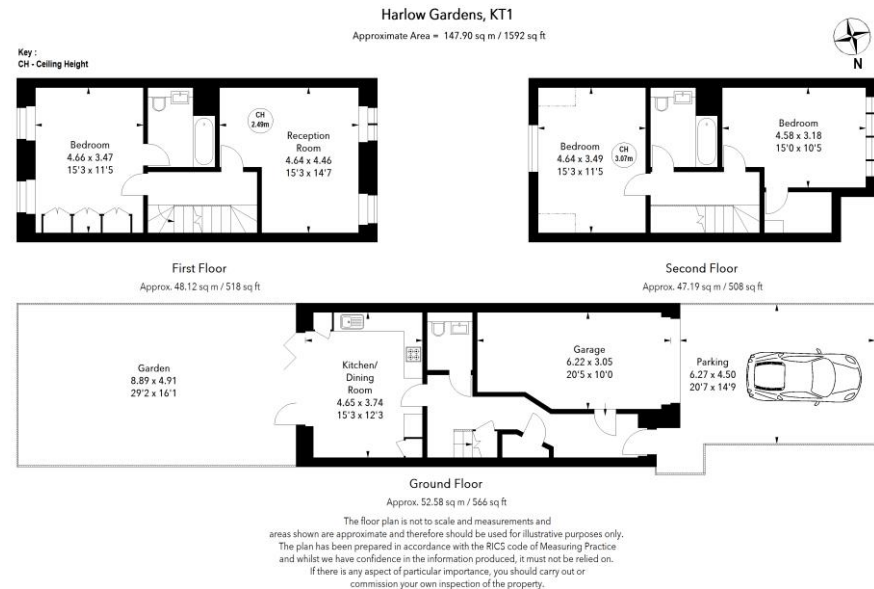 Harlow Gardens, KT1
Approximate Area = 147.90 sq m / 1592 sq ft
Key :
CH - Ceiling Height
N
Bedroom
4.66 x 3.47
15'3 x 11'5
CH
2.49m
Reception
Room
4.64 x 4.46
15'3 x 14'7
First Floor
Approx. 48.12 sq m / 518 sq ft
Bedroom
4.64 x 3.49
15'3 x 11'5
CH
3.07m
Bedroom
4.58 x 3.18
15'0 x 10'5
Second Floor
Approx. 47.19 sq m / 508 sq ft
Garden
8.89 x 4.91
29'2 x 16'1
Kitchen/
Dining
Room
4.65 x 3.74
15'3 x 12'3
Garage
6.22 x 3.05
20'5 x 10'0
Parking
6.27 x 4.50
20'7 x 14'9
Ground Floor
Approx. 52.58 sq m / 566 sq ft
The floor plan is not to scale and measurements and
areas shown are approximate and therefore should be used for illustrative purposes only.
The plan has been prepared in accordance with the RICS code of Measuring Practice
and whilst we have confidence in the information produced, it must not be relied on.
If there is any aspect of particular importance, you should carry out or
commission your own inspection of the property.